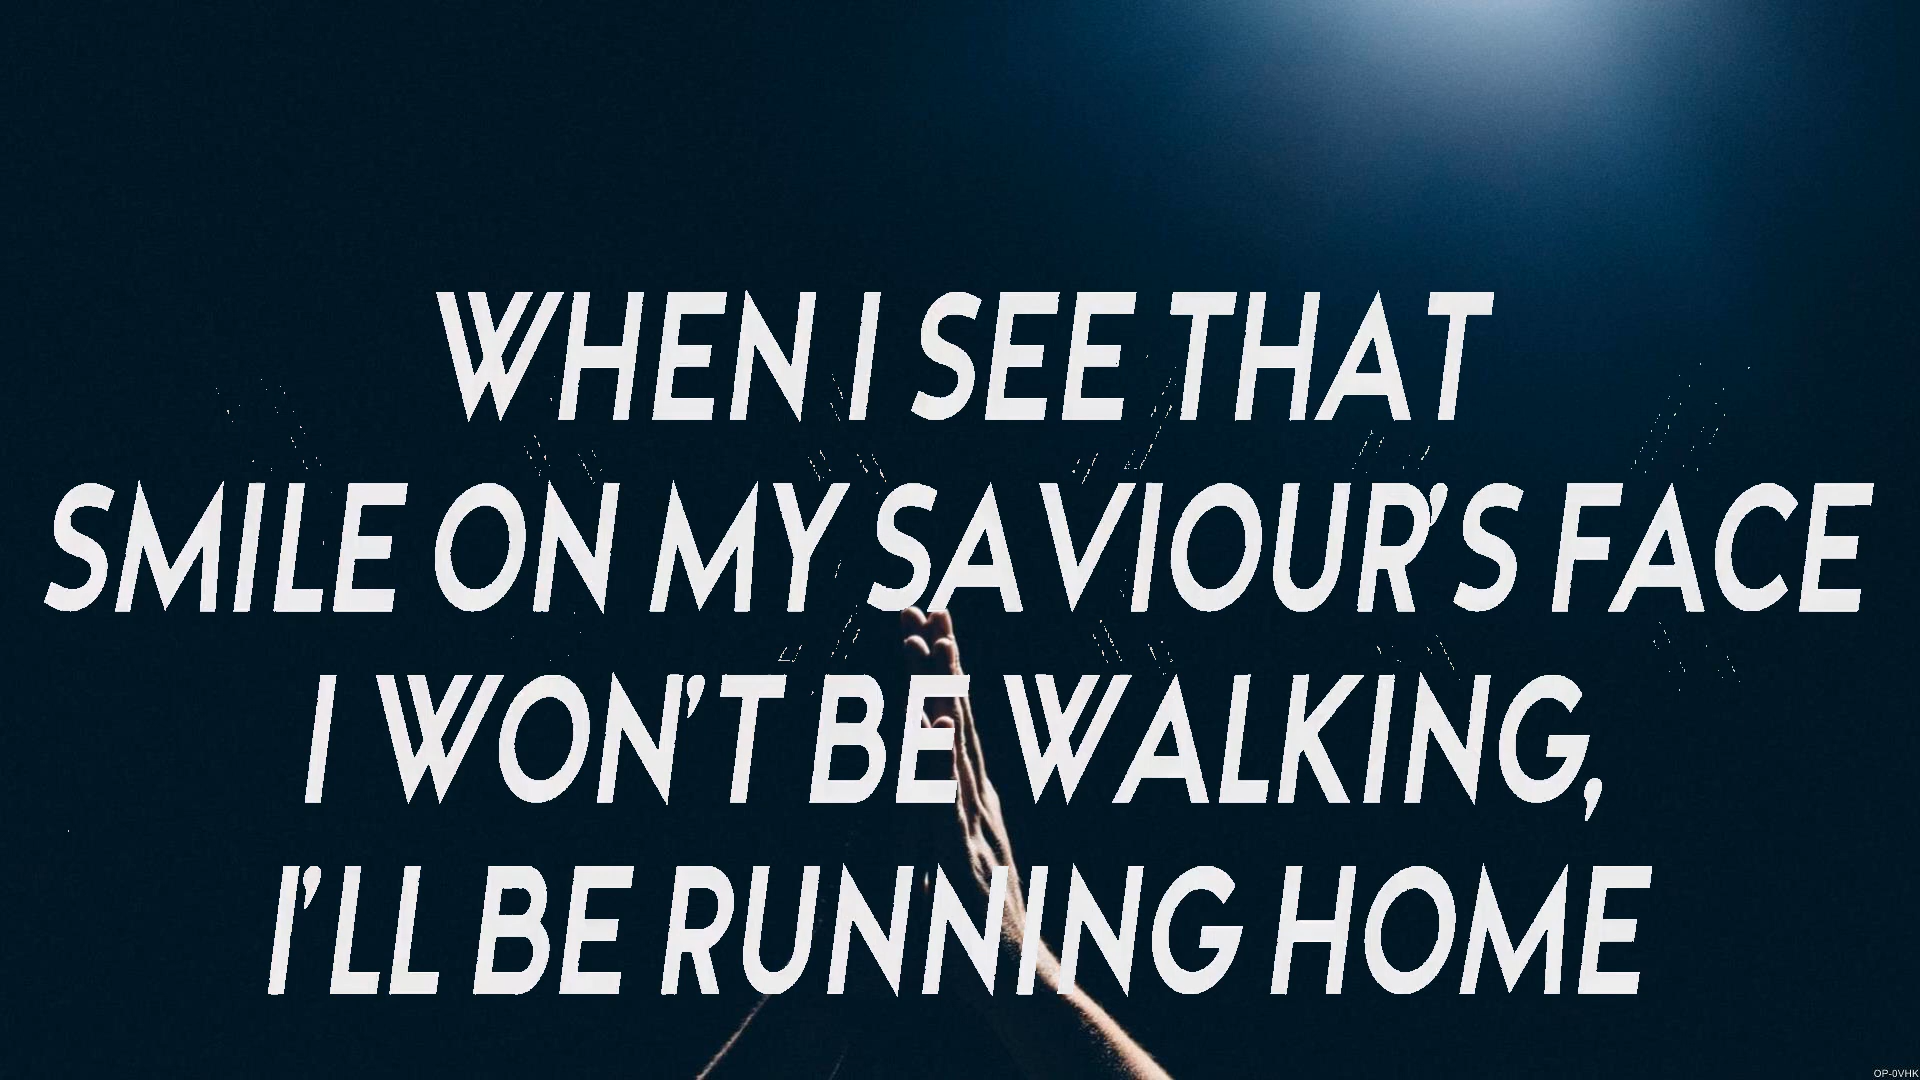 WHEN I SEE THAT
SMILE ON MY SAVIOUR'S FACE
I WON'T BE WALKING,
I'LL BE RUNNING HOME
OP-0VHK